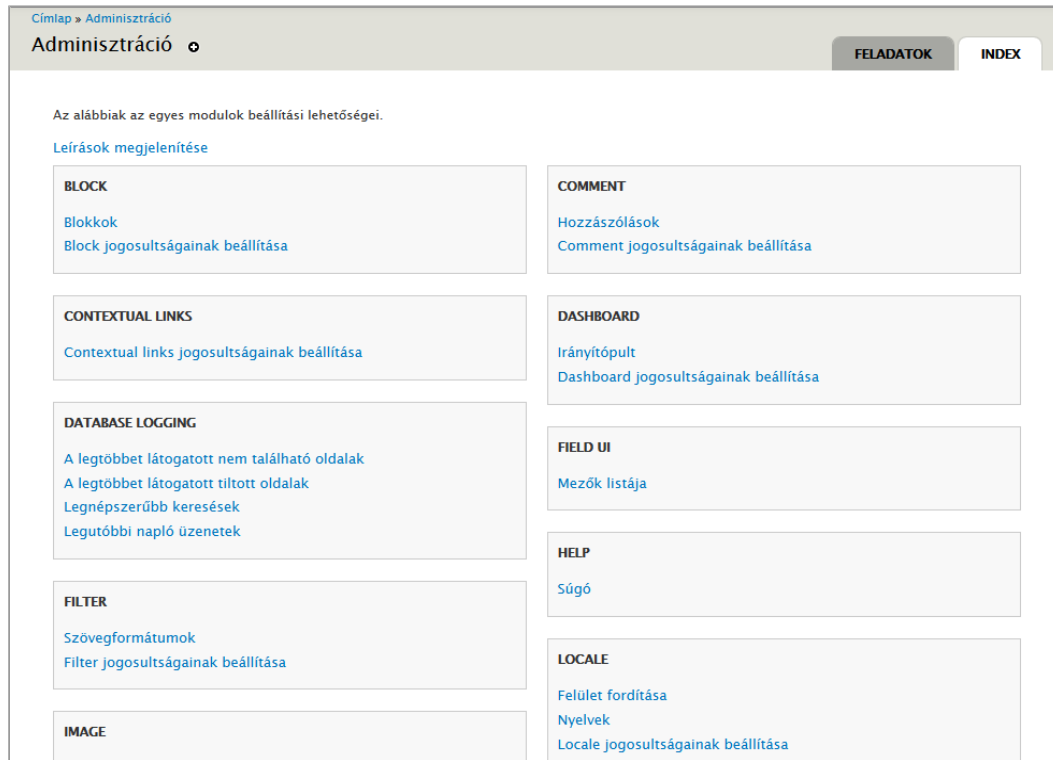 Címlap » Adminisztráció
Adminisztráció
FELADATOK
INDEX
Az alábbiak az egyes modulok beállítási lehetőségei.
Leírások megjelenítése
BLOCK
Blokkok
Block jogosultságainak beállítása
CONTEXTUAL LINKS
Contextual links jogosultságainak beállítása
DATABASE LOGGING
A legtöbbet látogatott nem található oldalak
A legtöbbet látogatott tiltott oldalak
Legnépszerűbb keresések
Legutóbbi napló üzenetek
FILTER
Szövegformátumok
Filter jogosultságainak beállítása
IMAGE
COMMENT
Hozzászólások
Comment jogosultságainak beállítása
DASHBOARD
Irányítópult
Dashboard jogosultságainak beállítása
FIELD UI
Mezők listája
HELP
Súgó
LOCALE
Felület fordítása
Nyelvek
Locale jogosultságainak beállítása